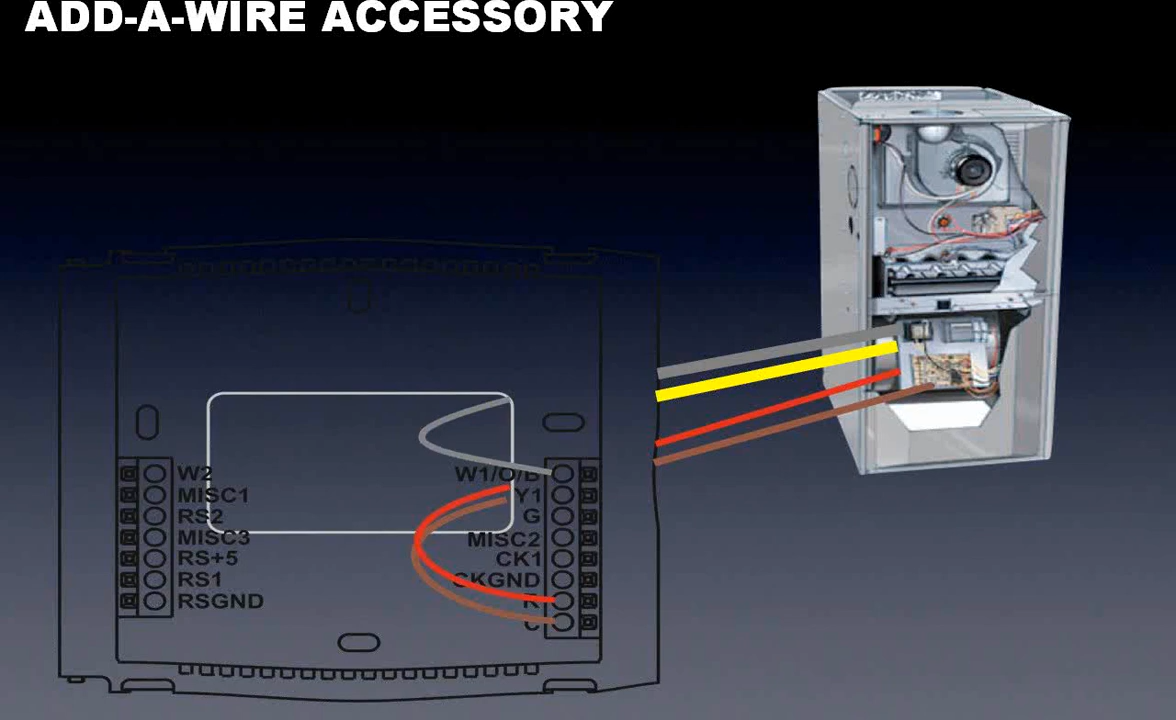 ADD-A-WIRE ACCESSORY
W2
MISC1
RS2
MISC3
RS+5
RS1
RSGND
W1/O/B
Y1
G
MISC2
CK1
CKGND
R
C